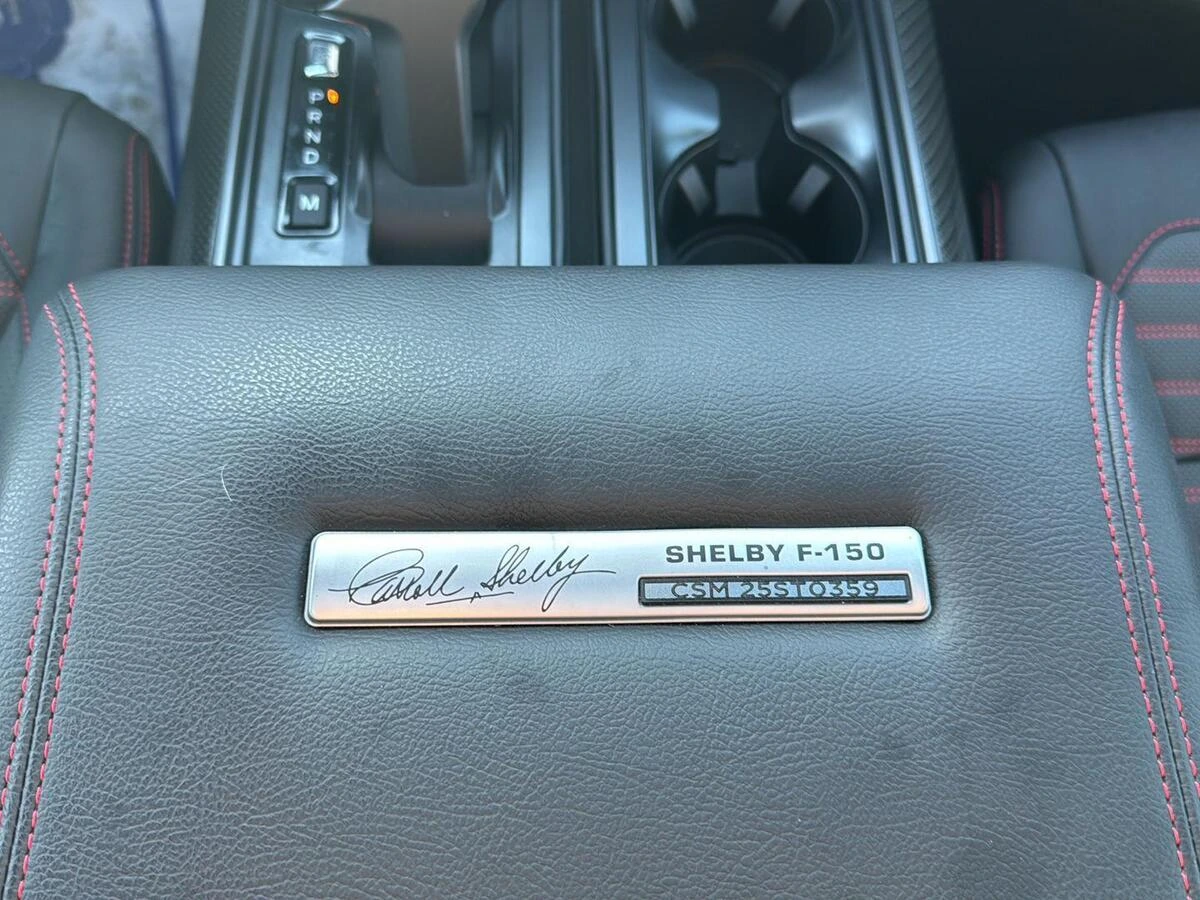 P
R
N
D
M
Carroll Shelby
SHELBY F-150
CSM 25ST0359